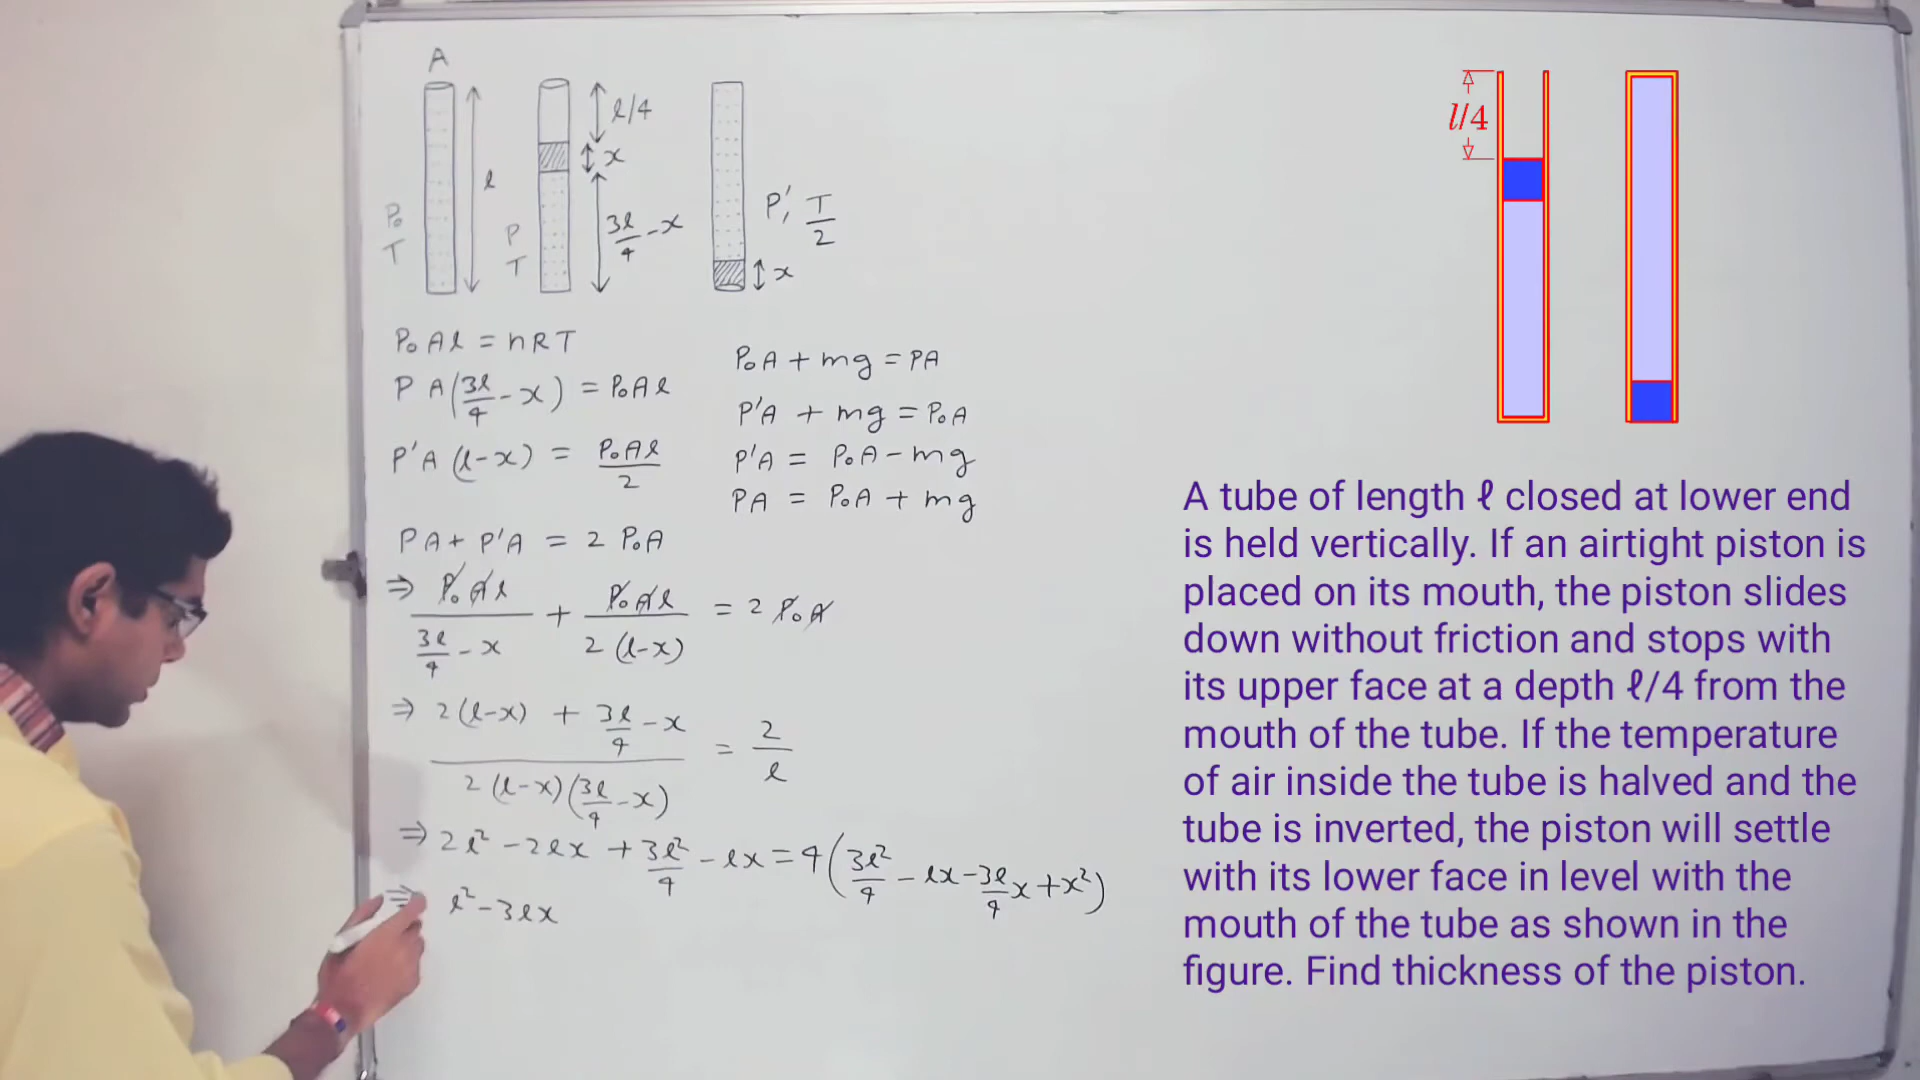 A
l
P₀
T
l/4
x
3l/4 - x
P
T
P', T/2
x
P₀Al = nRT
PA(3l/4 - x) = P₀Al
P'A(l-x) = P₀Al/2
P₀A + mg = PA
P'A + mg = P₀A
P'A = P₀A - mg
PA = P₀A + mg
PA + P'A = 2 P₀A
⇒ P₀Al/(3l/4 - x) + P₀Al/(2(l-x)) = 2 P₀A
⇒ (2(l-x) + 3l/4 - x)/(2(l-x)(3l/4 - x)) = 2/l
⇒ 2l² - 2lx + 3l²/4 - lx = 4(3l²/4 - lx - 3l/4 x + x²)
⇒ l² - 3lx
l/4
A tube of length ℓ closed at lower end
is held vertically. If an airtight piston is
placed on its mouth, the piston slides
down without friction and stops with
its upper face at a depth ℓ/4 from the
mouth of the tube. If the temperature
of air inside the tube is halved and the
tube is inverted, the piston will settle
with its lower face in level with the
mouth of the tube as shown in the
figure. Find thickness of the piston.